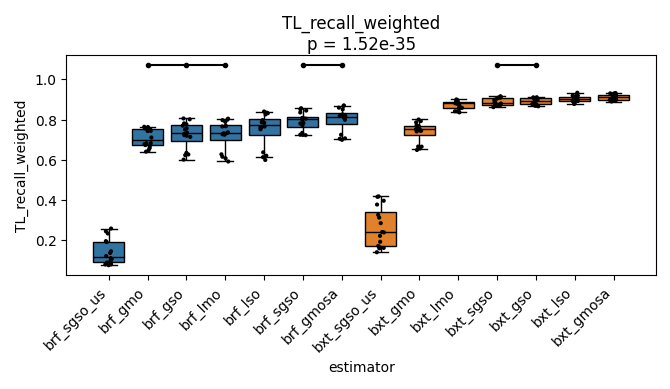 TL_recall_weighted
p = 1.52e-35
TL_recall_weighted
1.0
0.8
0.6
0.4
0.2
brf_sgso_us
brf_gmo
brf_gso
brf_lmo
brf_lso
brf_sgso
brf_gmosa
bxt_sgso_us
bxt_gmo
bxt_lmo
bxt_sgso
bxt_gso
bxt_lso
bxt_gmosa
estimator